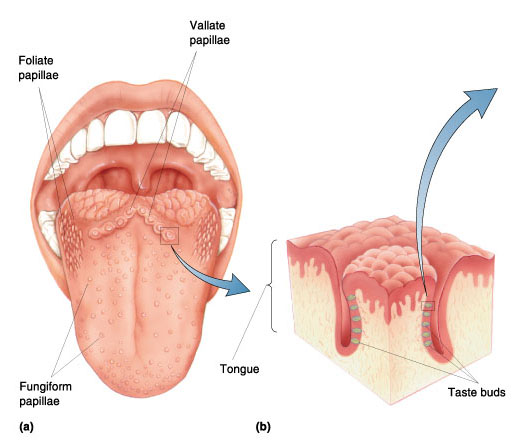 Vallate
papillae
Foliate
papillae
Tongue
Fungiform
papillae
Taste buds
(a)
(b)